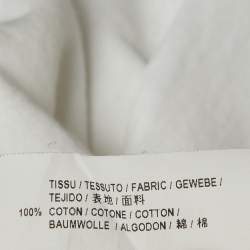 TISSU / TESSUTO / FABRIC / GEWEBE /
TEJIDO / 表地 / 面料
100% COTON / COTONE / COTTON /
BAUMWOLLE / ALGODON / 綿 / 棉